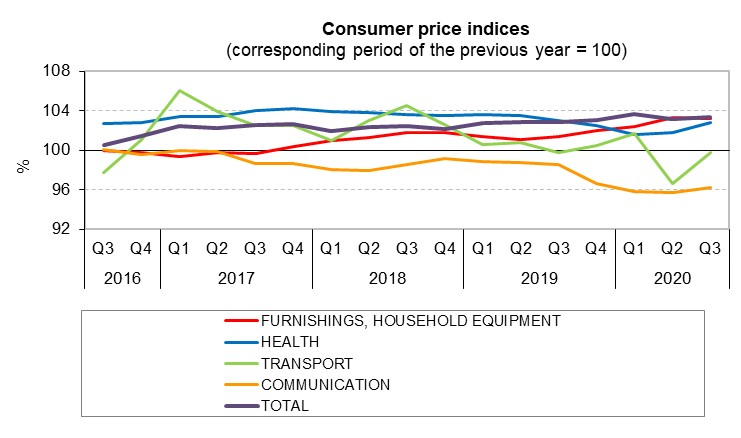 Consumer price indices
(corresponding period of the previous year = 100)
108
104
100
96
92
%
Q3 Q4 Q1 Q2 Q3 Q4 Q1 Q2 Q3 Q4 Q1 Q2 Q3 Q4 Q1 Q2 Q3
2016 2017 2018 2019 2020
FURNISHINGS, HOUSEHOLD EQUIPMENT
HEALTH
TRANSPORT
COMMUNICATION
TOTAL